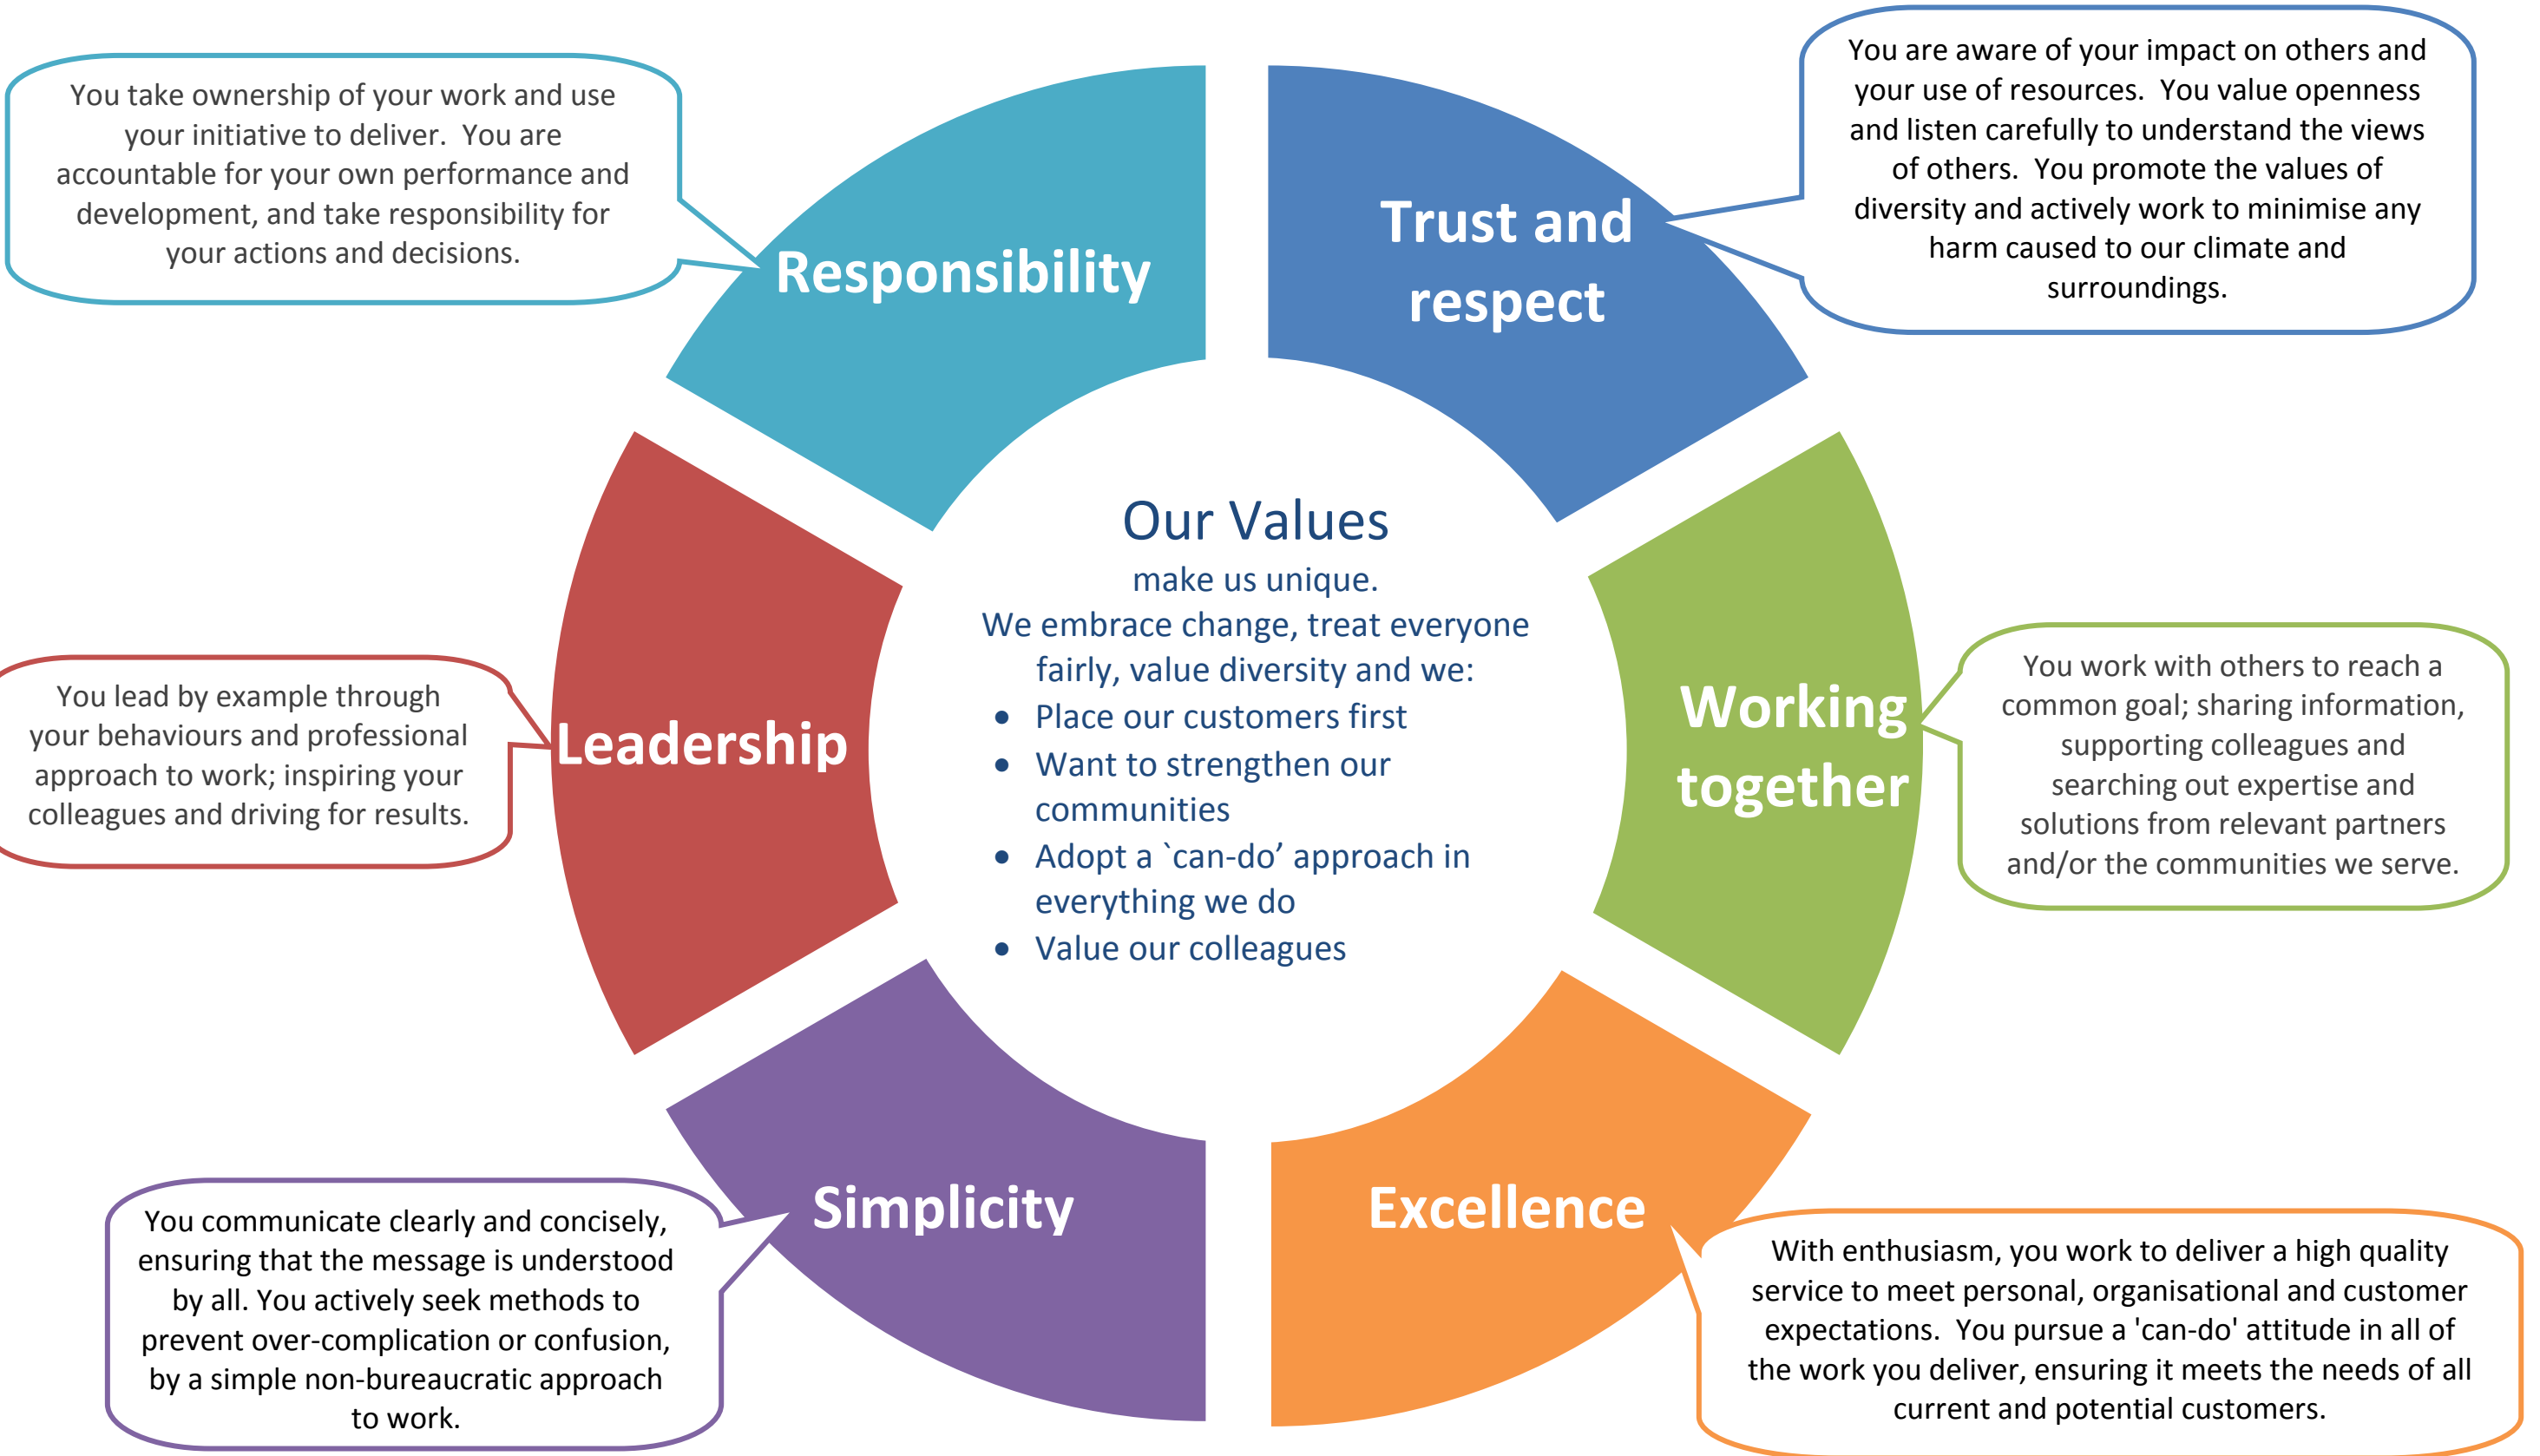 You take ownership of your work and use
your initiative to deliver.  You are
accountable for your own performance and
development, and take responsibility for
your actions and decisions.
Responsibility
Trust and
respect
You are aware of your impact on others and
your use of resources.  You value openness
and listen carefully to understand the views
of others.  You promote the values of
diversity and actively work to minimise any
harm caused to our climate and
surroundings.
You lead by example through
your behaviours and professional
approach to work; inspiring your
colleagues and driving for results.
Leadership
Our Values
make us unique.
We embrace change, treat everyone
fairly, value diversity and we:
• Place our customers first
• Want to strengthen our
communities
• Adopt a `can-do’ approach in
everything we do
• Value our colleagues
Working
together
You work with others to reach a
common goal; sharing information,
supporting colleagues and
searching out expertise and
solutions from relevant partners
and/or the communities we serve.
You communicate clearly and concisely,
ensuring that the message is understood
by all. You actively seek methods to
prevent over-complication or confusion,
by a simple non-bureaucratic approach
to work.
Simplicity
Excellence
With enthusiasm, you work to deliver a high quality
service to meet personal, organisational and customer
expectations.  You pursue a 'can-do' attitude in all of
the work you deliver, ensuring it meets the needs of all
current and potential customers.